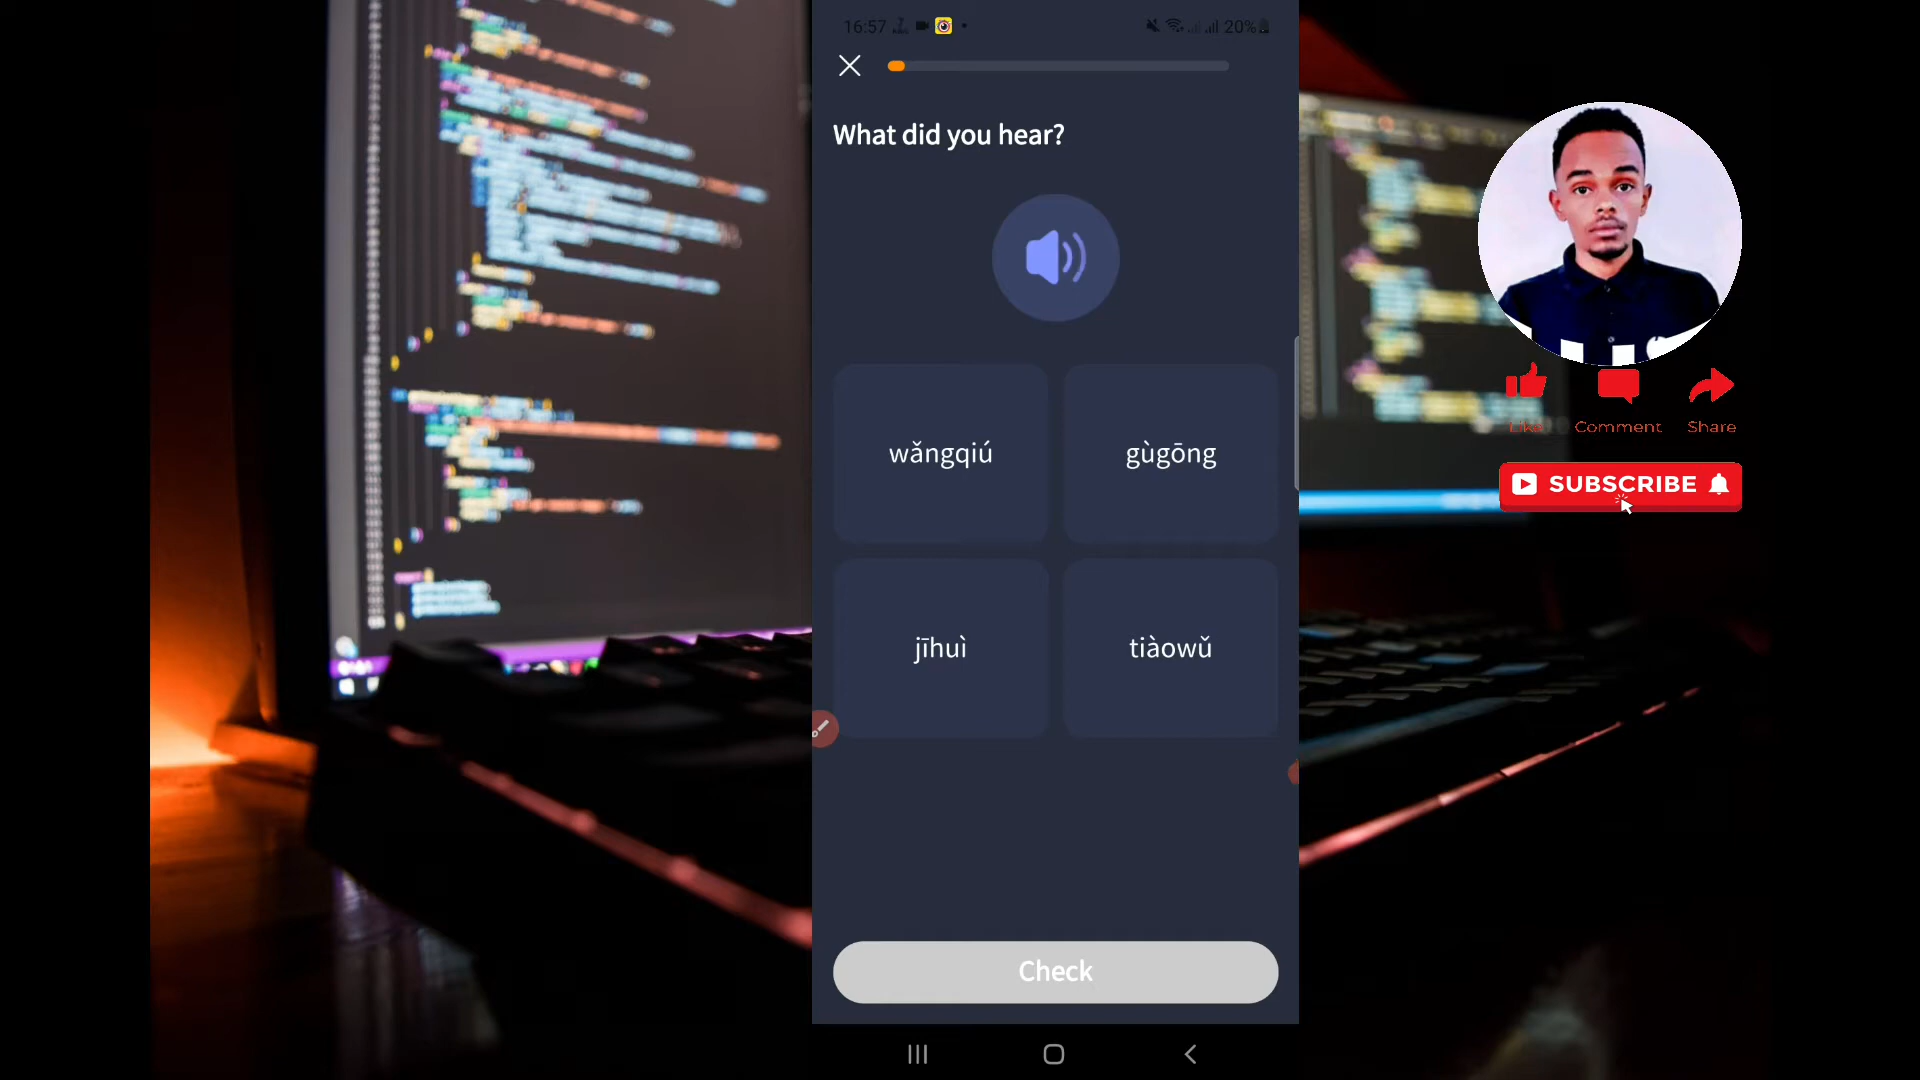 16:57
20%
What did you hear?
wǎngqiú
gùgōng
jīhuì
tiàowǔ
Check
Like
Comment
Share
SUBSCRIBE